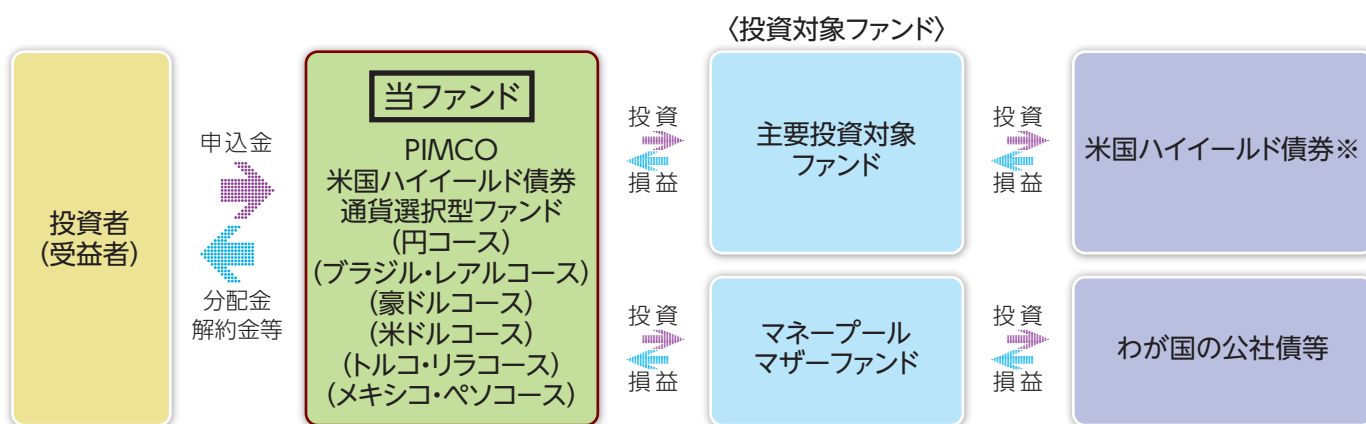 〈投資対象ファンド〉
投資者
(受益者)
申込金
分配金
解約金等
当ファンド
PIMCO
米国ハイイールド債券
通貨選択型ファンド
(円コース)
(ブラジル・レアルコース)
(豪ドルコース)
(米ドルコース)
(トルコ・リラコース)
(メキシコ・ペソコース)
投資
損益
主要投資対象
ファンド
投資
損益
米国ハイイールド債券※
投資
損益
マネープール
マザーファンド
投資
損益
わが国の公社債等